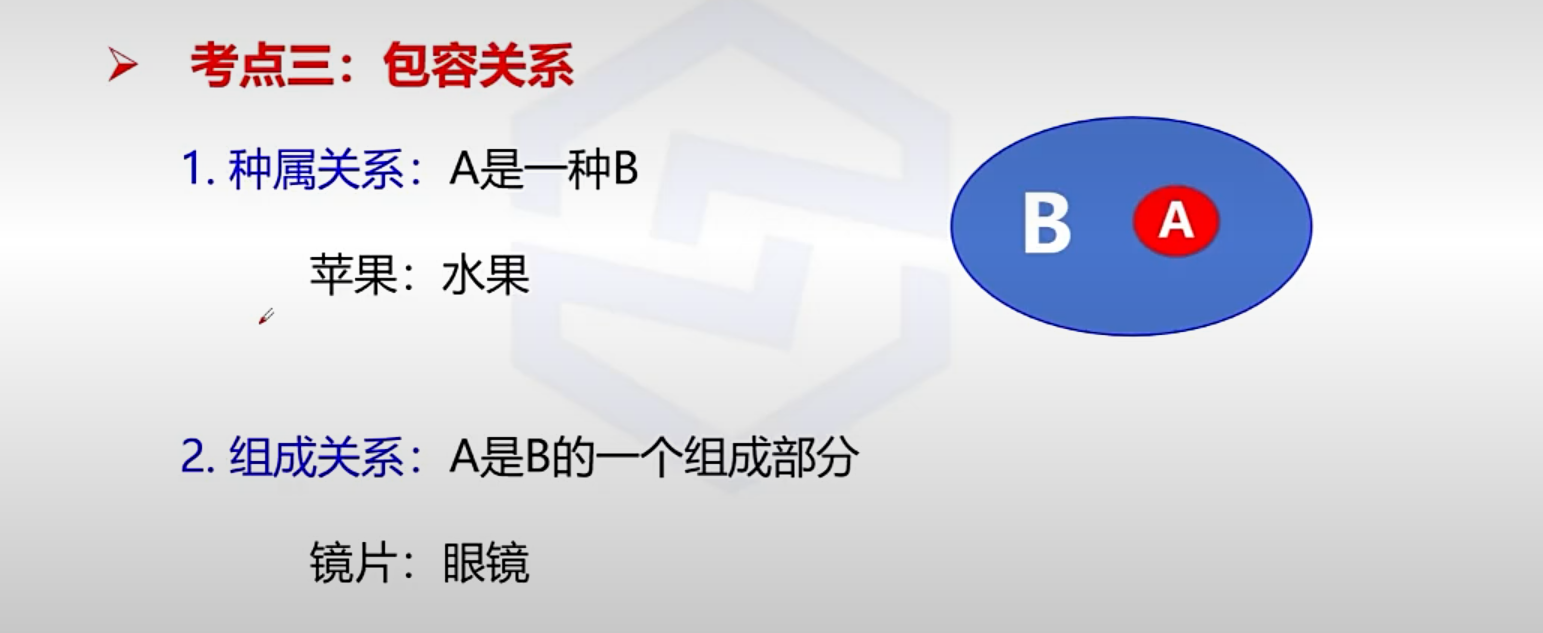 考点三：包容关系
1. 种属关系：A是一种B
B A
苹果：水果
2. 组成关系：A是B的一个组成部分
镜片：眼镜